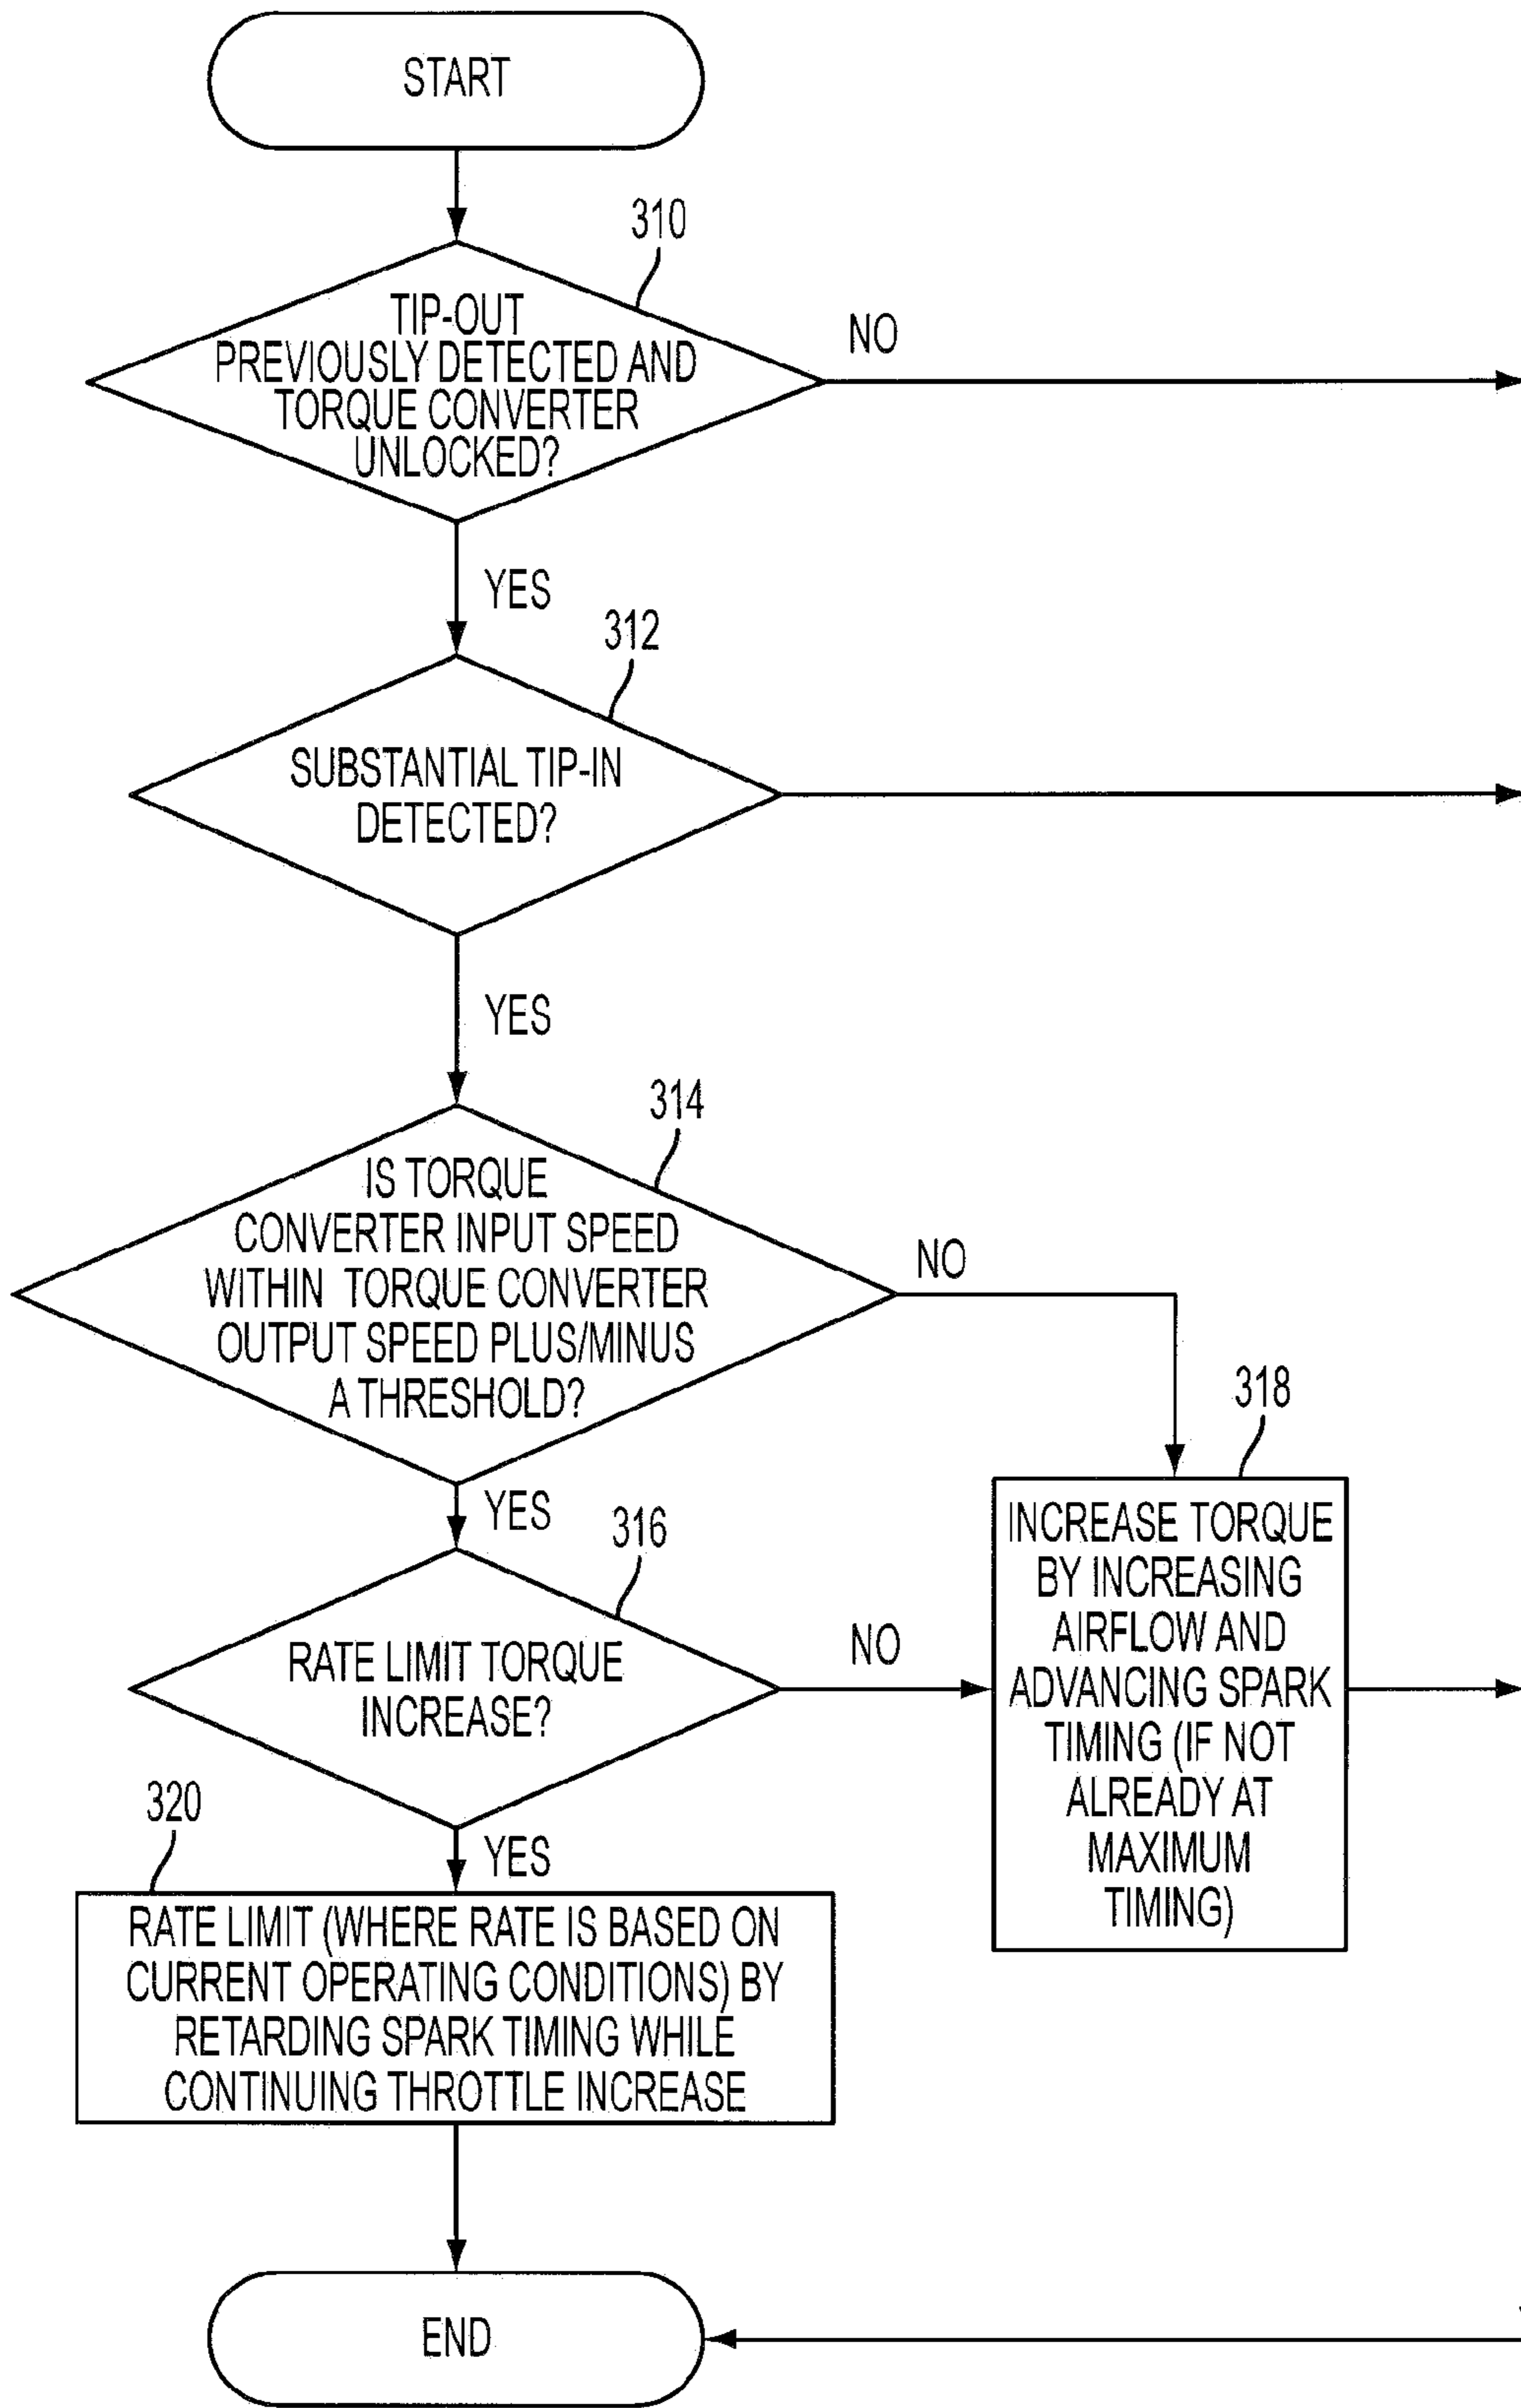 START
310
TIP-OUT
PREVIOUSLY DETECTED AND
TORQUE CONVERTER
UNLOCKED?
NO
YES
312
SUBSTANTIAL TIP-IN
DETECTED?
YES
314
IS TORQUE
CONVERTER INPUT SPEED
WITHIN TORQUE CONVERTER
OUTPUT SPEED PLUS/MINUS
A THRESHOLD?
NO
YES
316
RATE LIMIT TORQUE
INCREASE?
NO
318
INCREASE TORQUE
BY INCREASING
AIRFLOW AND
ADVANCING SPARK
TIMING (IF NOT
ALREADY AT
MAXIMUM
TIMING)
YES
320
RATE LIMIT (WHERE RATE IS BASED ON
CURRENT OPERATING CONDITIONS) BY
RETARDING SPARK TIMING WHILE
CONTINUING THROTTLE INCREASE
END